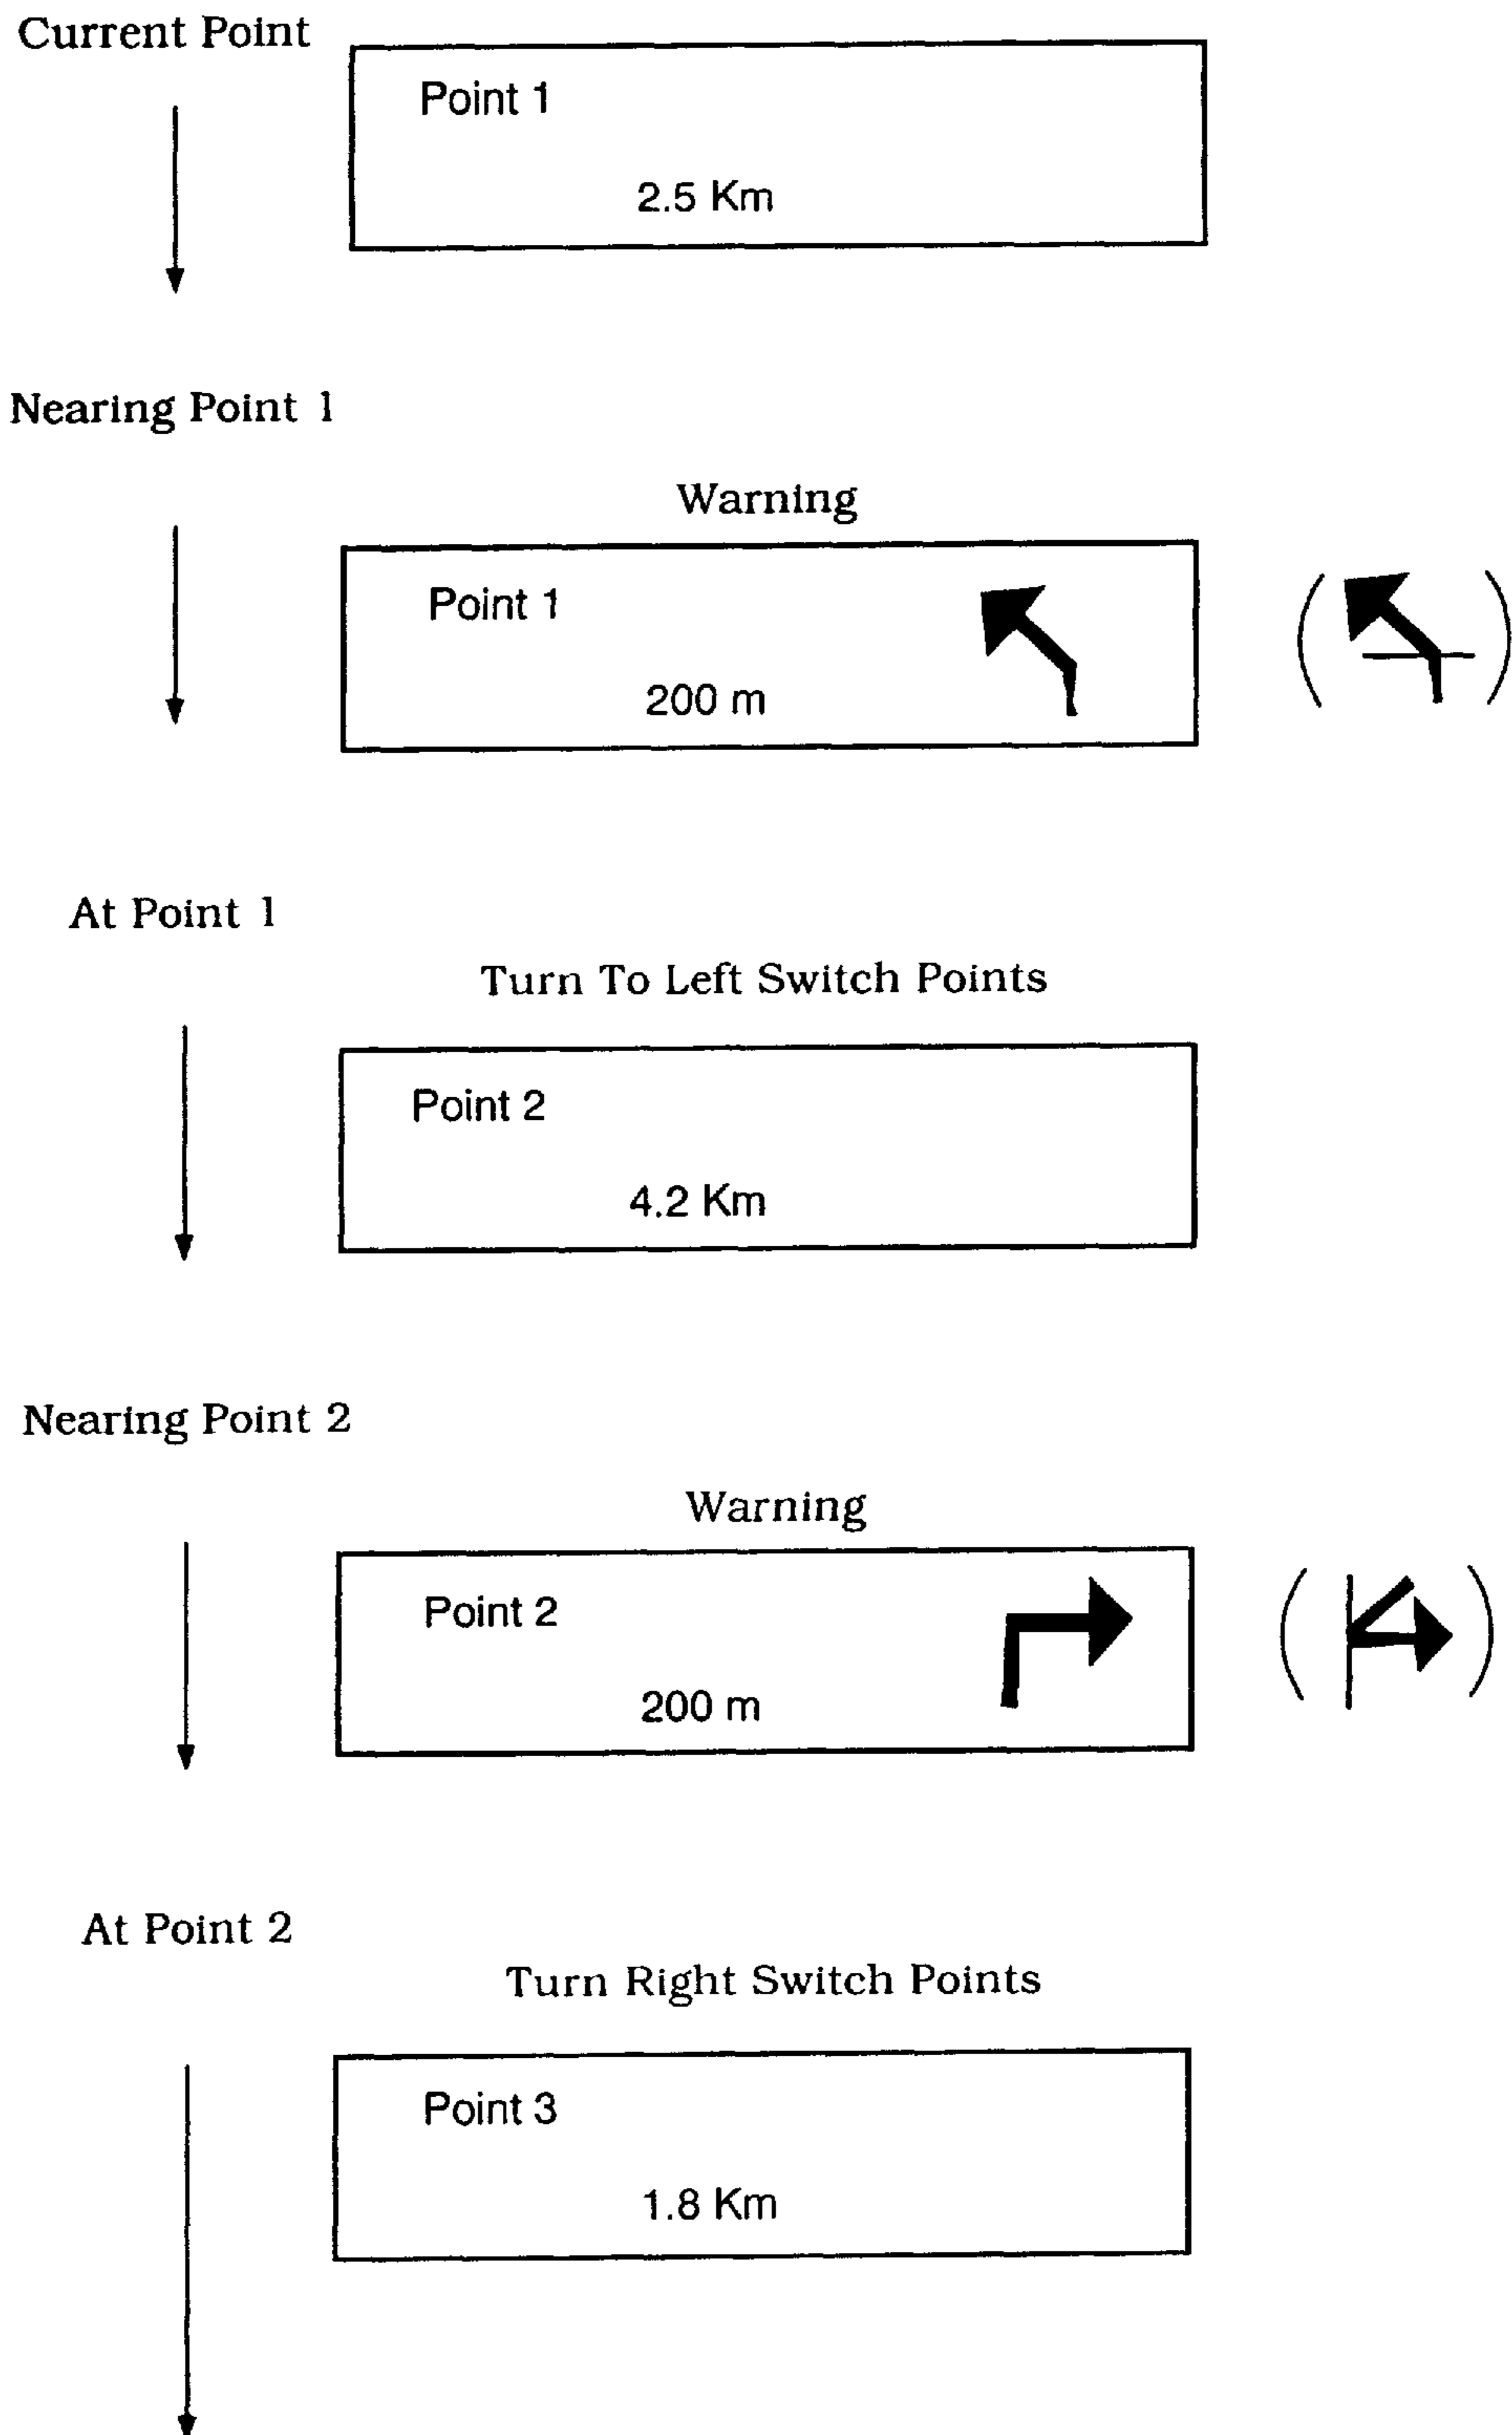 Current Point
Point 1
2.5 Km
Nearing Point 1
Warning
Point 1
200 m
At Point 1
Turn To Left Switch Points
Point 2
4.2 Km
Nearing Point 2
Warning
Point 2
200 m
At Point 2
Turn Right Switch Points
Point 3
1.8 Km